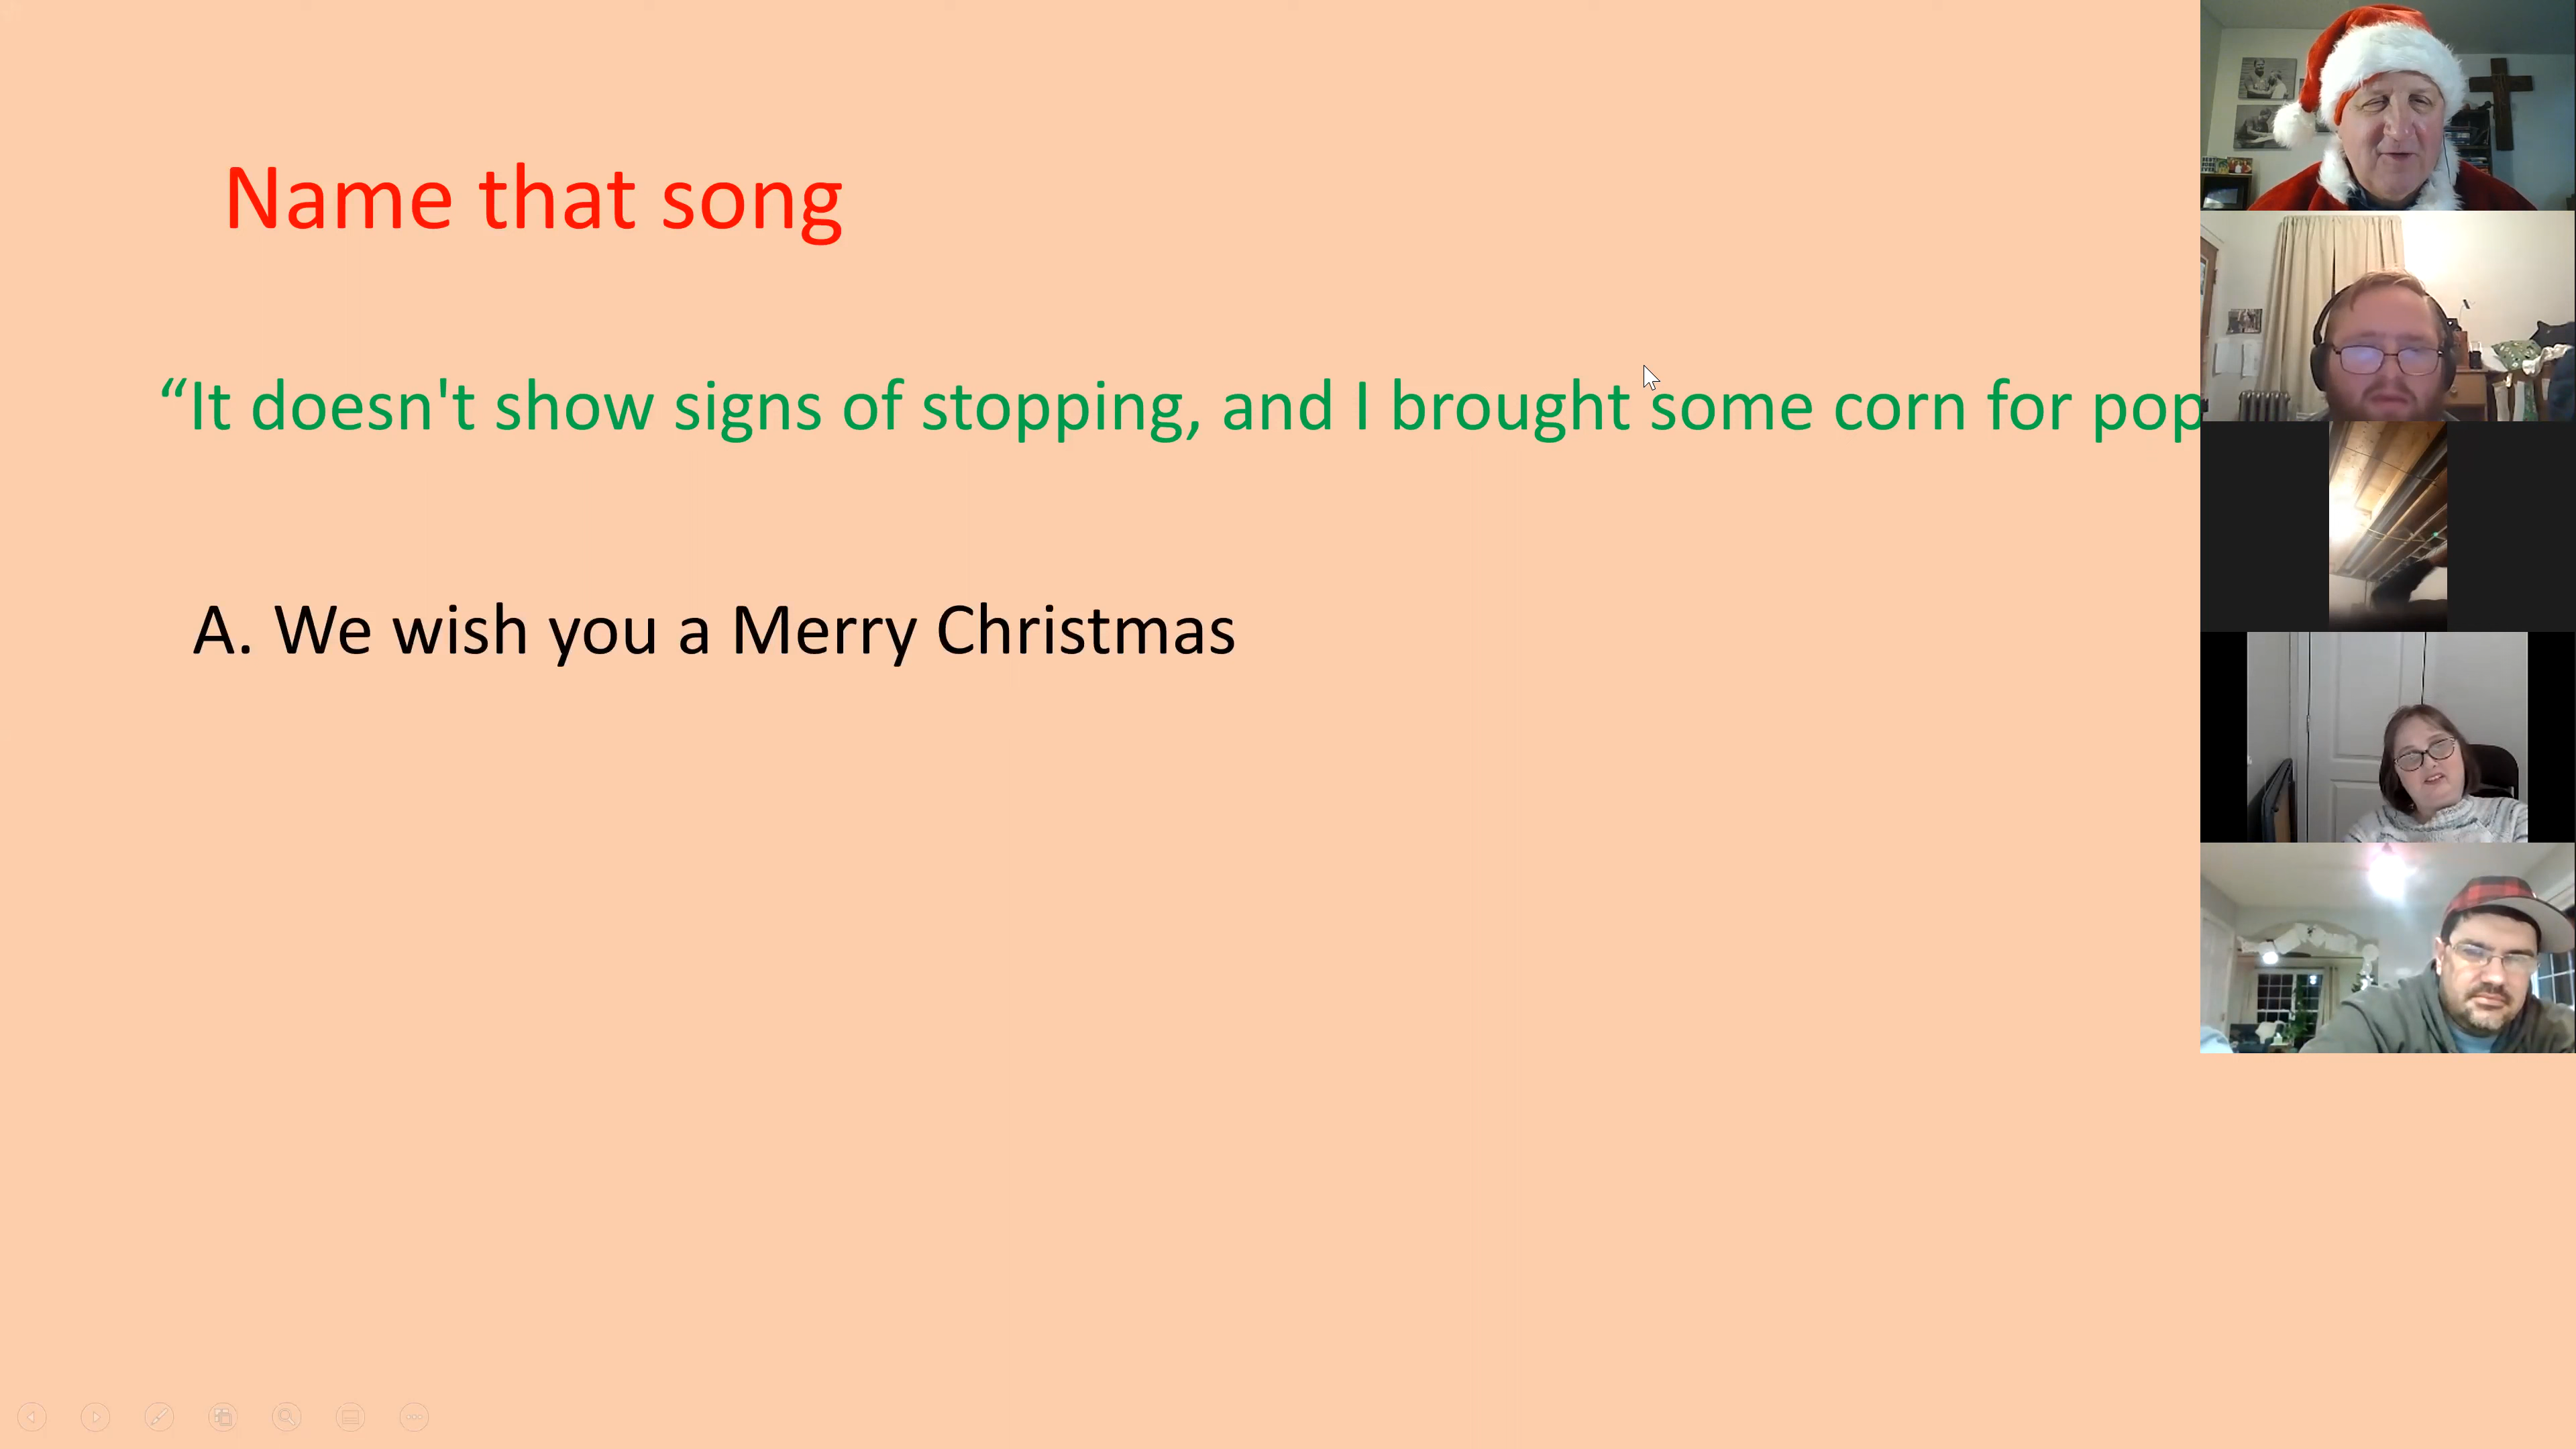 Name that song
“It doesn't show signs of stopping, and I brought some corn for pop
A. We wish you a Merry Christmas